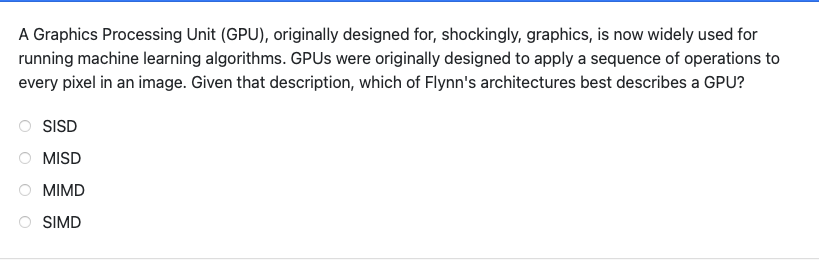 A Graphics Processing Unit (GPU), originally designed for, shockingly, graphics, is now widely used for
running machine learning algorithms. GPUs were originally designed to apply a sequence of operations to
every pixel in an image. Given that description, which of Flynn's architectures best describes a GPU?
SISD
MISD
MIMD
SIMD